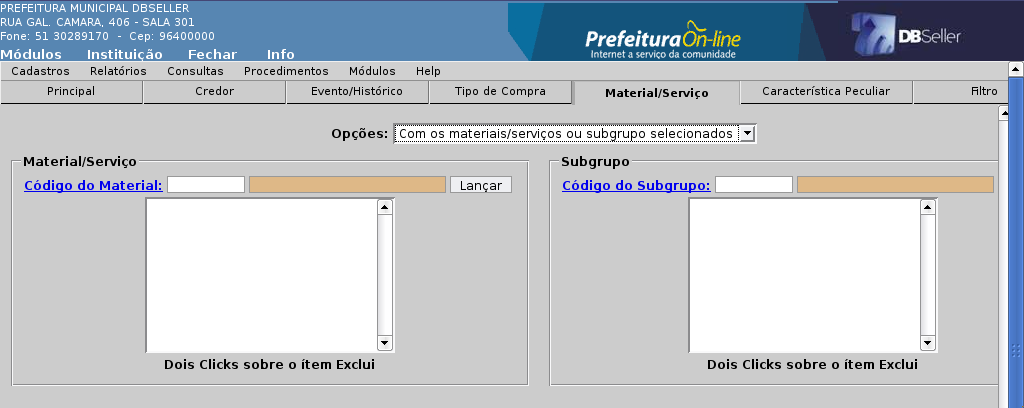 PREFEITURA MUNICIPAL DBSELLER
RUA GAL. CAMARA, 406 - SALA 301
Fone: 51 30289170 - Cep: 96400000
Prefeitura On-line
Internet a serviço da comunidade
DBSeller
Módulos Instituição Fechar Info
Cadastros Relatórios Consultas Procedimentos Módulos Help
Principal Credor Evento/Histórico Tipo de Compra Material/Serviço Característica Peculiar Filtro
Opções: Com os materiais/serviços ou subgrupo selecionados
Material/Serviço Subgrupo
Código do Material: Lançar Código do Subgrupo:
Dois Clicks sobre o ítem Exclui Dois Clicks sobre o ítem Exclui